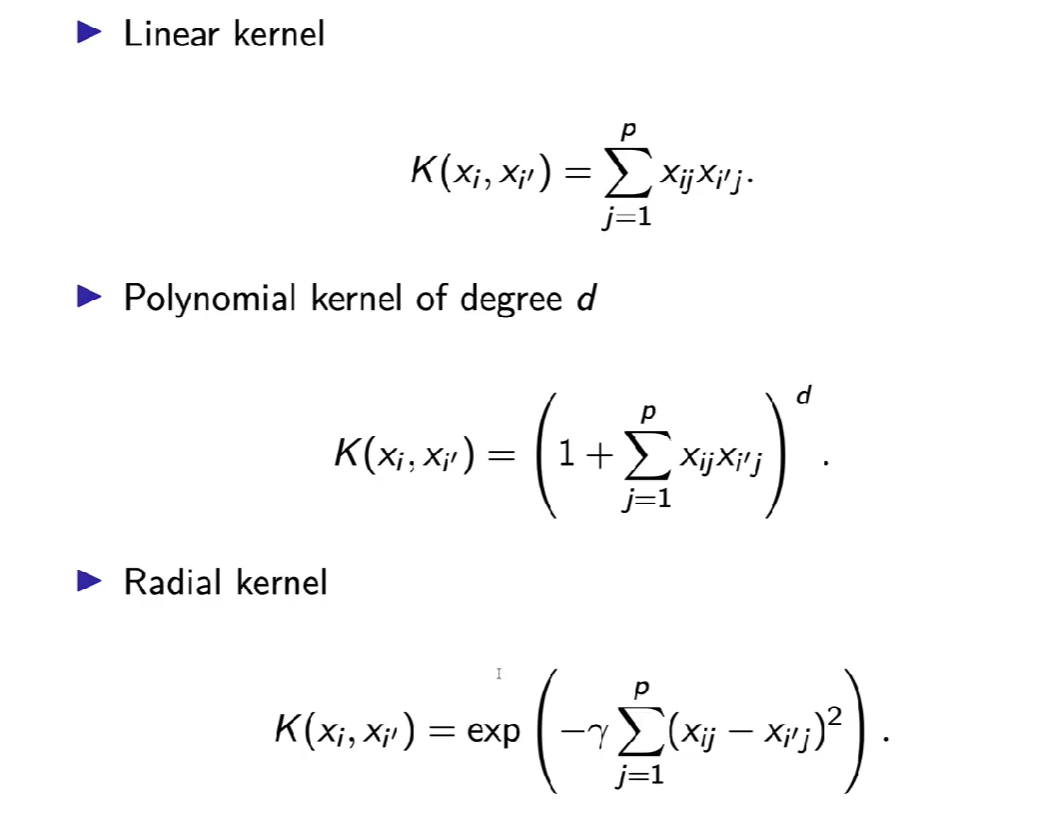 ▶ Linear kernel
K(x_i, x_{i'}) = \sum_{j=1}^{p} x_{ij} x_{i'j}.
▶ Polynomial kernel of degree d
K(x_i, x_{i'}) = \left( 1 + \sum_{j=1}^{p} x_{ij} x_{i'j} \right)^d .
▶ Radial kernel
K(x_i, x_{i'}) = \exp \left( -\gamma \sum_{j=1}^{p} (x_{ij} - x_{i'j})^2 \right) .